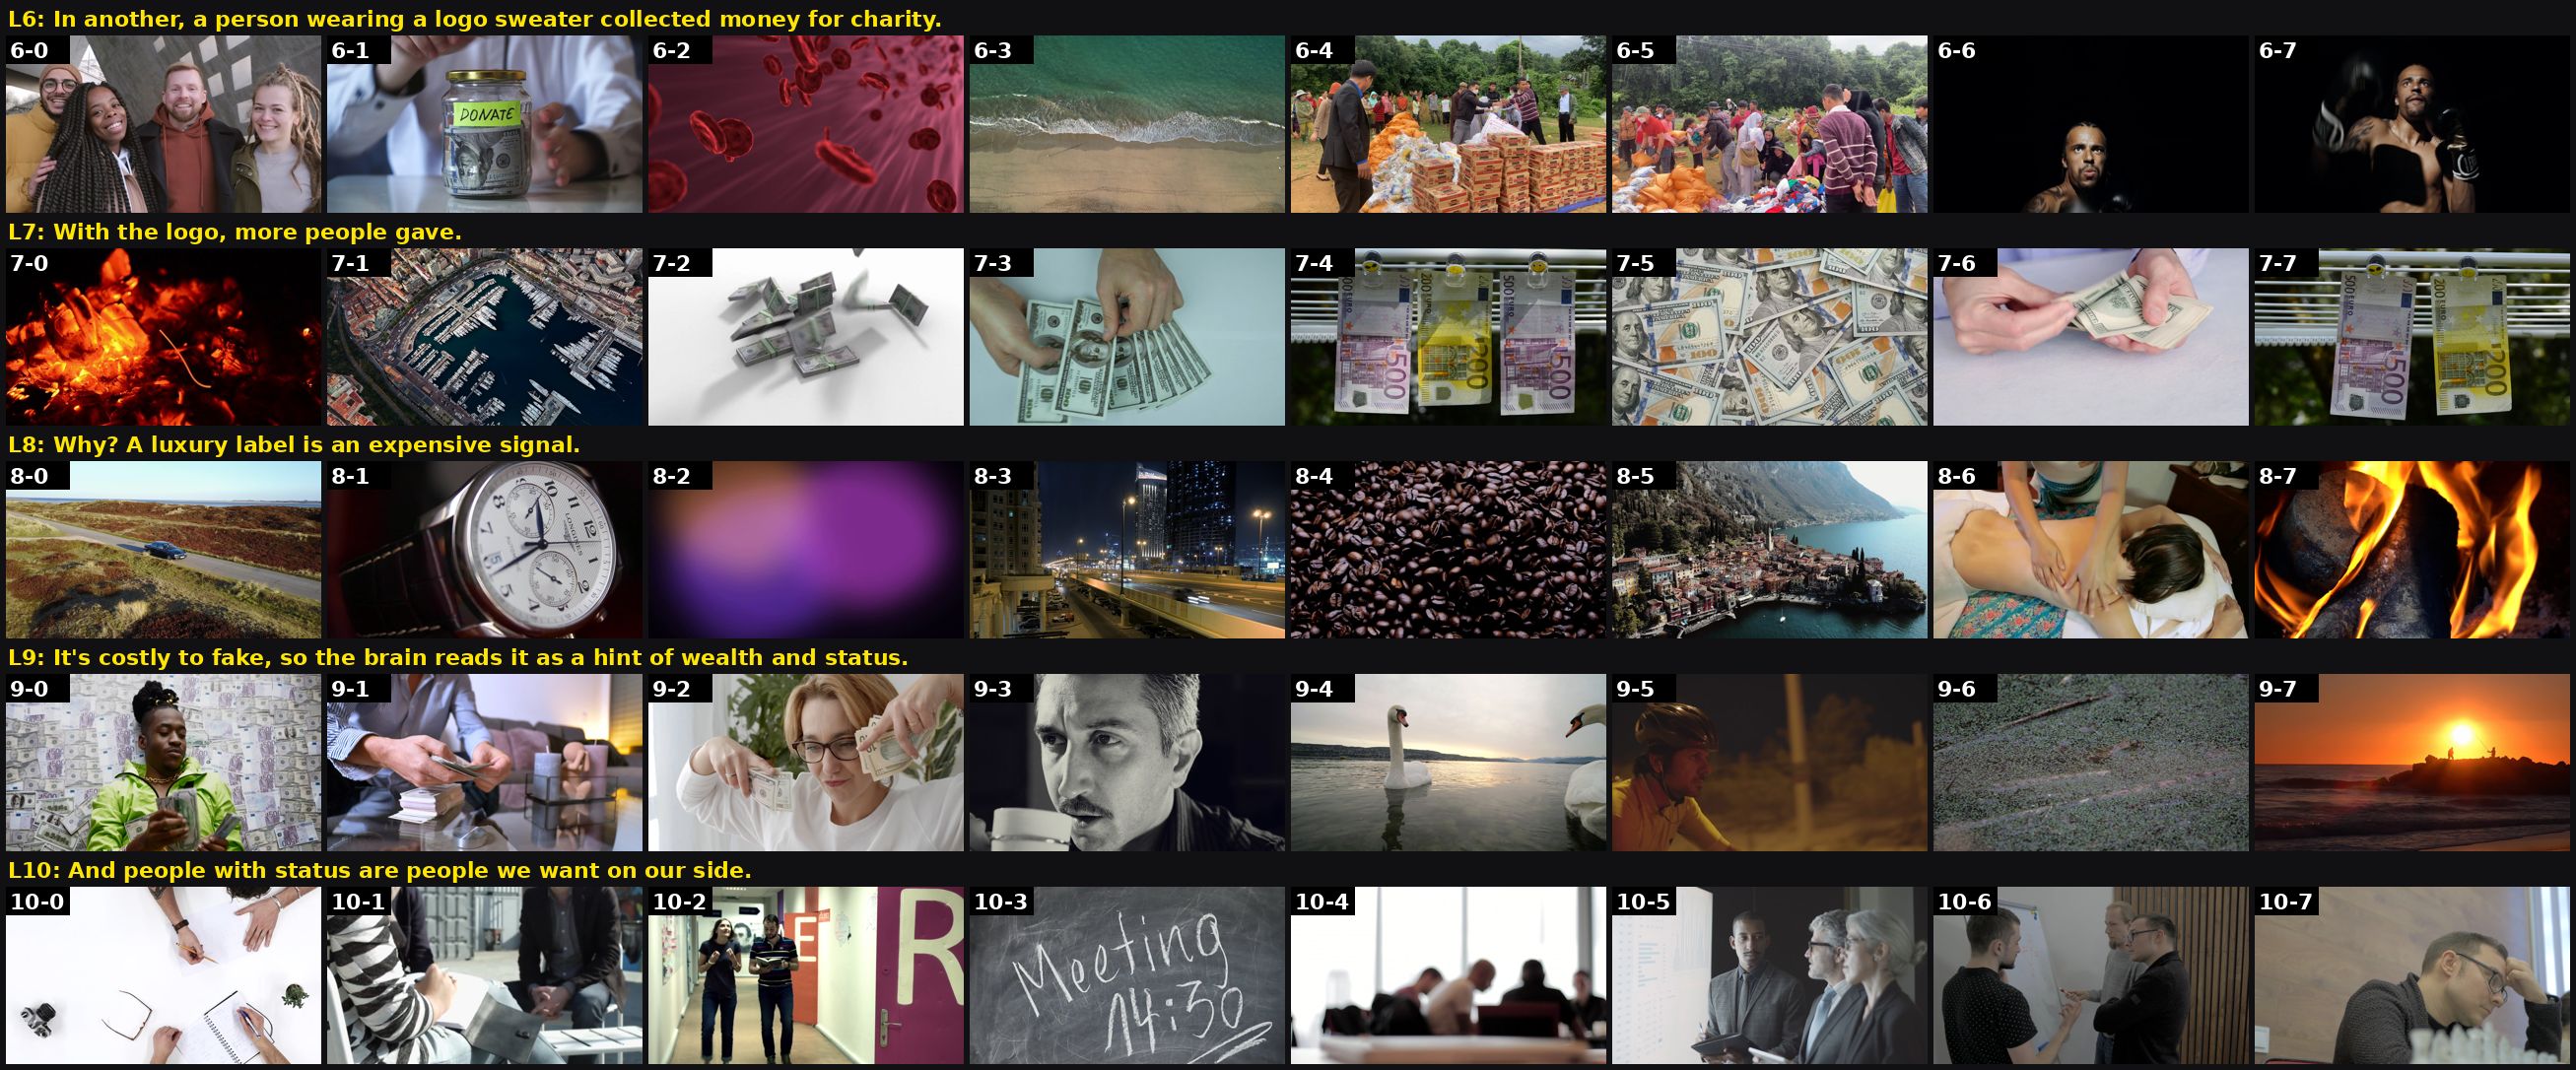 L6: In another, a person wearing a logo sweater collected money for charity.
6-0 6-1 6-2 6-3 6-4 6-5 6-6 6-7
DONATE
L7: With the logo, more people gave.
7-0 7-1 7-2 7-3 7-4 7-5 7-6 7-7
500 200 500 100 500 200
L8: Why? A luxury label is an expensive signal.
8-0 8-1 8-2 8-3 8-4 8-5 8-6 8-7
LONGINES
L9: It's costly to fake, so the brain reads it as a hint of wealth and status.
9-0 9-1 9-2 9-3 9-4 9-5 9-6 9-7
L10: And people with status are people we want on our side.
10-0 10-1 10-2 10-3 10-4 10-5 10-6 10-7
E R
Meeting
14:30